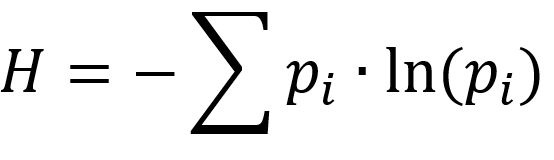 H = − ∑ pᵢ · ln(pᵢ)